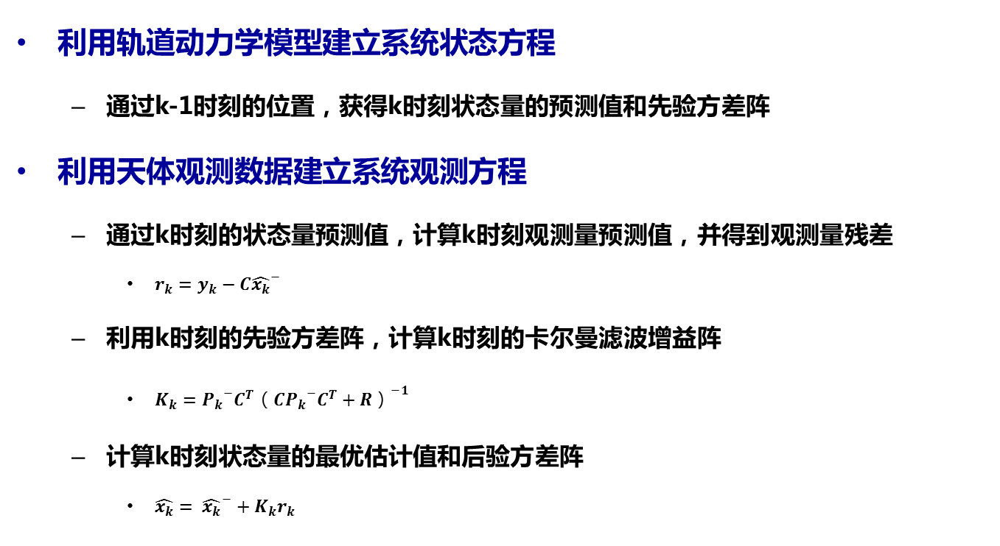 • 利用轨道动力学模型建立系统状态方程
– 通过k-1时刻的位置，获得k时刻状态量的预测值和先验方差阵
• 利用天体观测数据建立系统观测方程
– 通过k时刻的状态量预测值，计算k时刻观测量预测值，并得到观测量残差
• $r_k = y_k - C\widehat{x_k}^-$
– 利用k时刻的先验方差阵，计算k时刻的卡尔曼滤波增益阵
• $K_k = {P_k}^- C^T（C{P_k}^- C^T + R）^{-1}$
– 计算k时刻状态量的最优估计值和后验方差阵
• $\widehat{x_k} = \widehat{x_k}^- + K_k r_k$